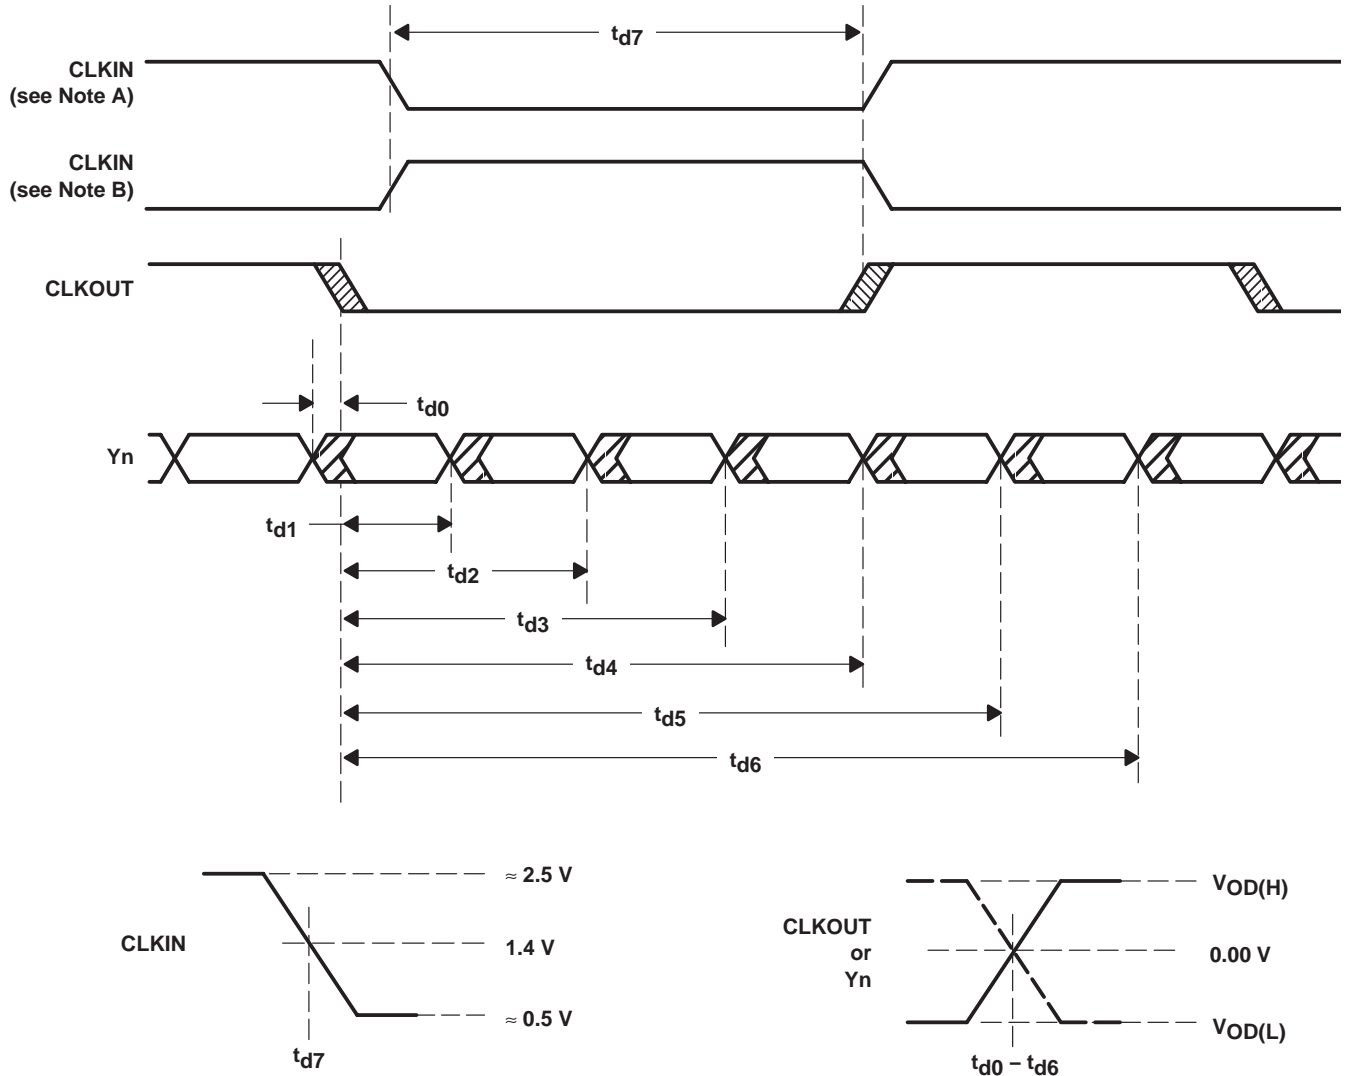 td7
CLKIN
(see Note A)
CLKIN
(see Note B)
CLKOUT
td0
Yn
td1
td2
td3
td4
td5
td6
≈ 2.5 V
CLKIN
1.4 V
≈ 0.5 V
td7
VOD(H)
CLKOUT
or
Yn
0.00 V
VOD(L)
td0 – td6